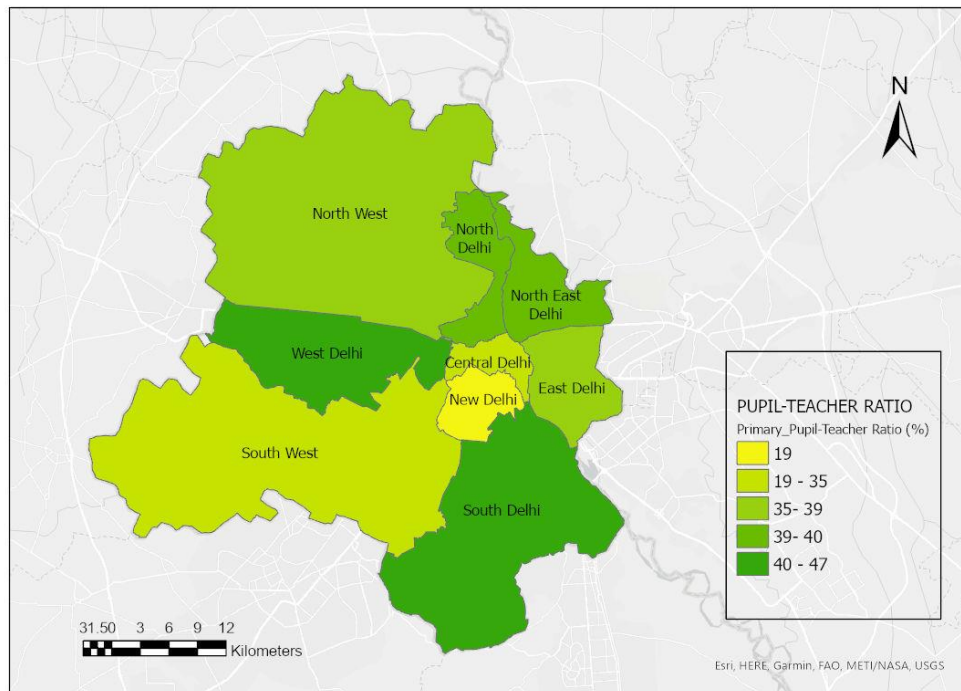 N
North West
North
Delhi
North East
Delhi
West Delhi
Central Delhi
East Delhi
New Delhi
South West
South Delhi
PUPIL-TEACHER RATIO
Primary_Pupil-Teacher Ratio (%)
19
19 - 35
35- 39
39- 40
40 - 47
31.50 3 6 9 12
Kilometers
Esri, HERE, Garmin, FAO, METI/NASA, USGS